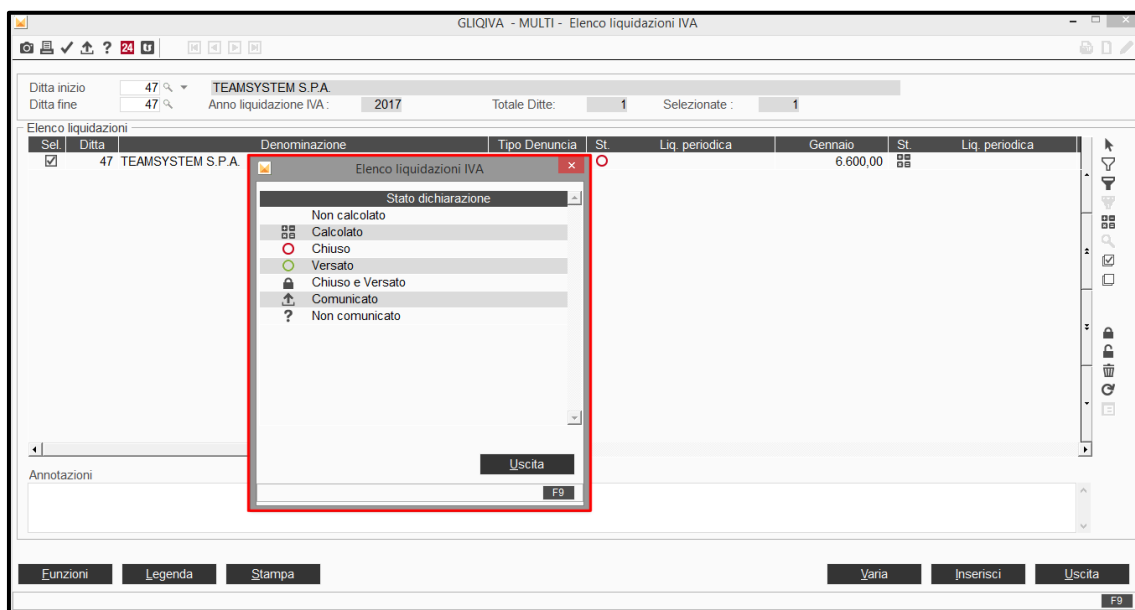 GLIQIVA - MULTI - Elenco liquidazioni IVA
? 24
Ditta inizio 47 TEAMSYSTEM S.P.A.
Ditta fine 47 Anno liquidazione IVA : 2017 Totale Ditte: 1 Selezionate : 1
Elenco liquidazioni
Sel. Ditta Denominazione Tipo Denuncia St. Liq. periodica Gennaio St. Liq. periodica
47 TEAMSYSTEM S.P.A. 6.600,00
Elenco liquidazioni IVA
Stato dichiarazione
Non calcolato
Calcolato
Chiuso
Versato
Chiuso e Versato
Comunicato
? Non comunicato
Uscita
F9
Annotazioni
Funzioni Legenda Stampa Varia Inserisci Uscita
F9